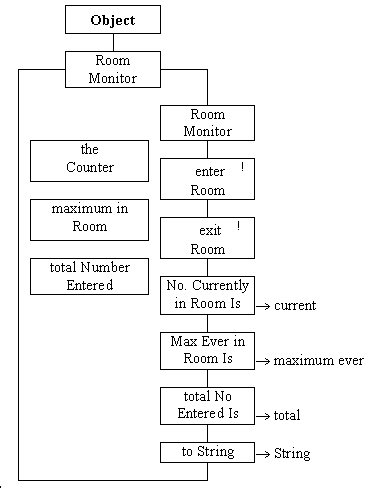 Object
Room
Monitor
Room
Monitor
the
Counter
enter !
Room
maximum in
Room
exit !
Room
total Number
Entered
No. Currently
in Room Is
current
Max Ever in
Room Is
maximum ever
total No
Entered Is
total
to String
String